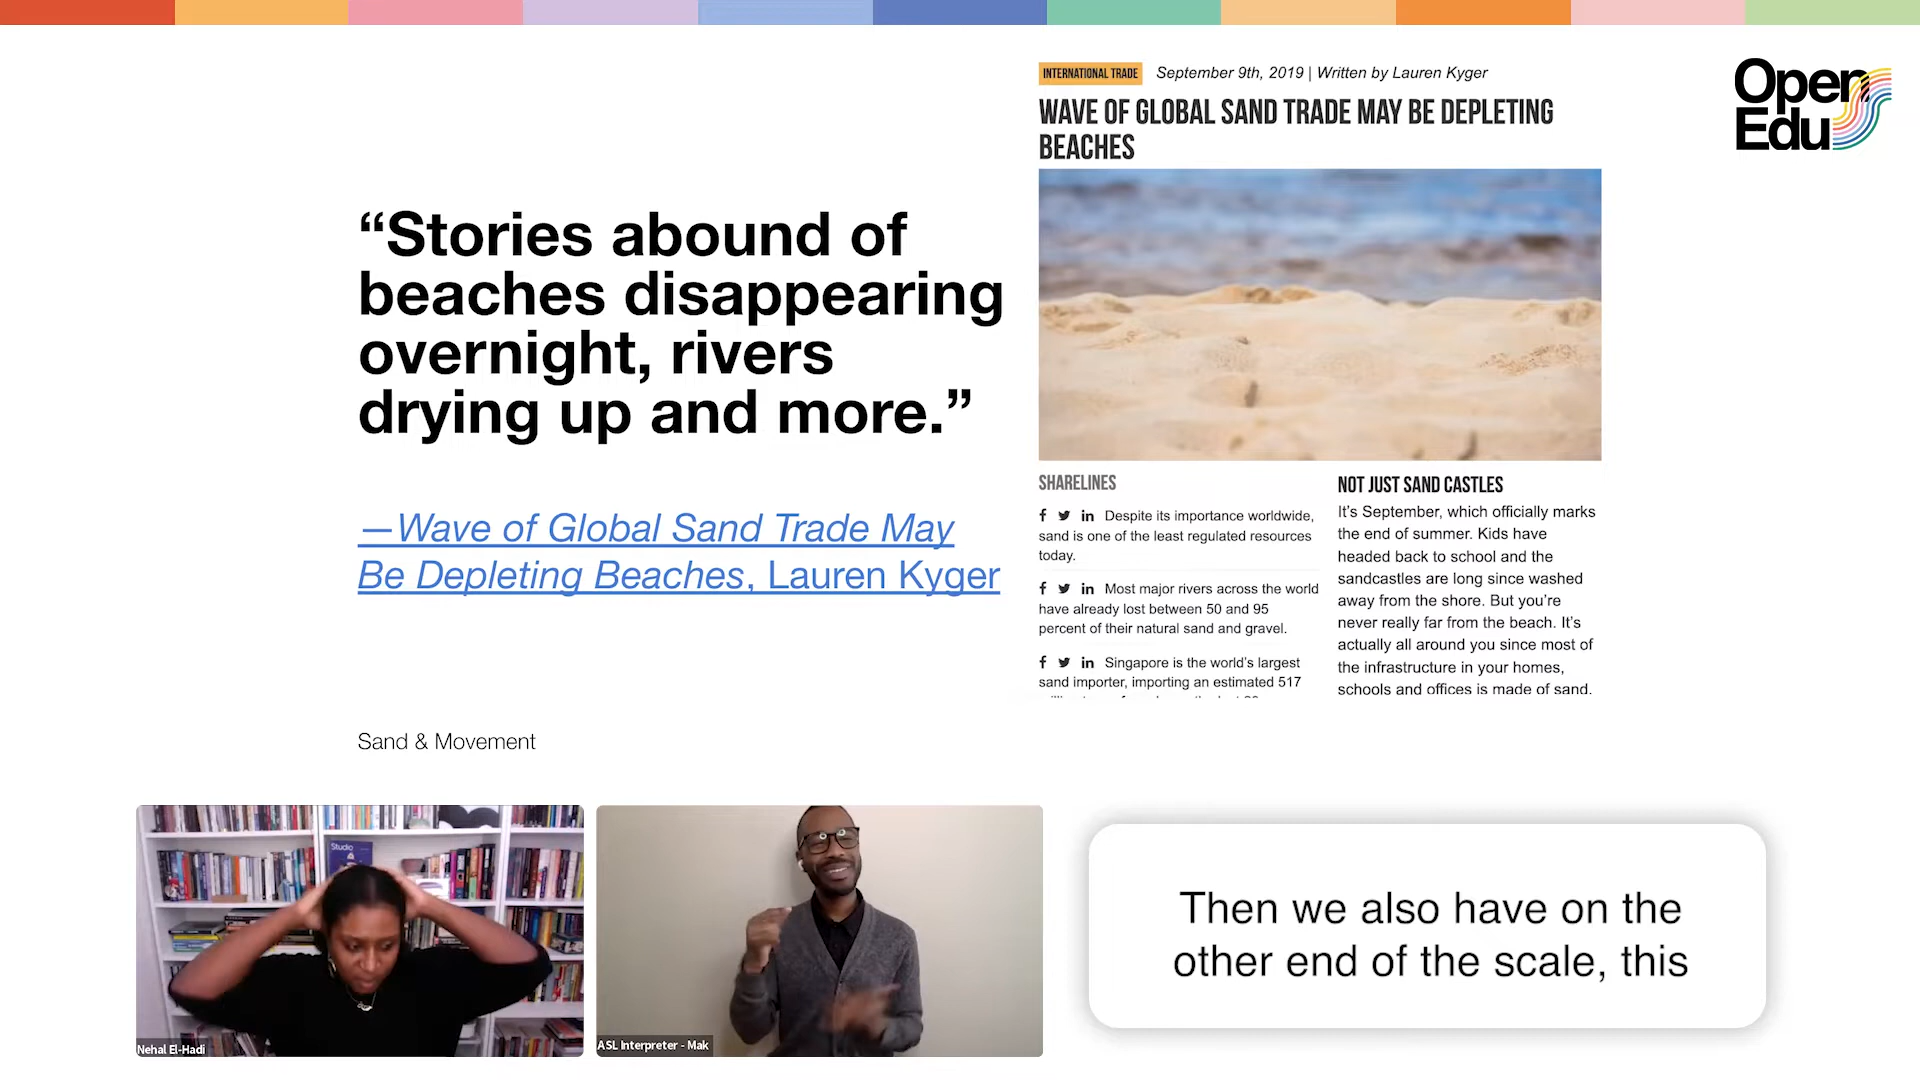 Open
Edu
INTERNATIONAL TRADE September 9th, 2019 | Written by Lauren Kyger
WAVE OF GLOBAL SAND TRADE MAY BE DEPLETING
BEACHES
“Stories abound of
beaches disappearing
overnight, rivers
drying up and more.”
—Wave of Global Sand Trade May
Be Depleting Beaches, Lauren Kyger
SHARELINES
Despite its importance worldwide,
sand is one of the least regulated resources
today.
Most major rivers across the world
have already lost between 50 and 95
percent of their natural sand and gravel.
Singapore is the world’s largest
sand importer, importing an estimated 517
NOT JUST SAND CASTLES
It’s September, which officially marks
the end of summer. Kids have
headed back to school and the
sandcastles are long since washed
away from the shore. But you’re
never really far from the beach. It’s
actually all around you since most of
the infrastructure in your homes,
schools and offices is made of sand.
Sand & Movement
Studio
Nehal El-Hadi
ASL Interpreter - Mak
Then we also have on the
other end of the scale, this